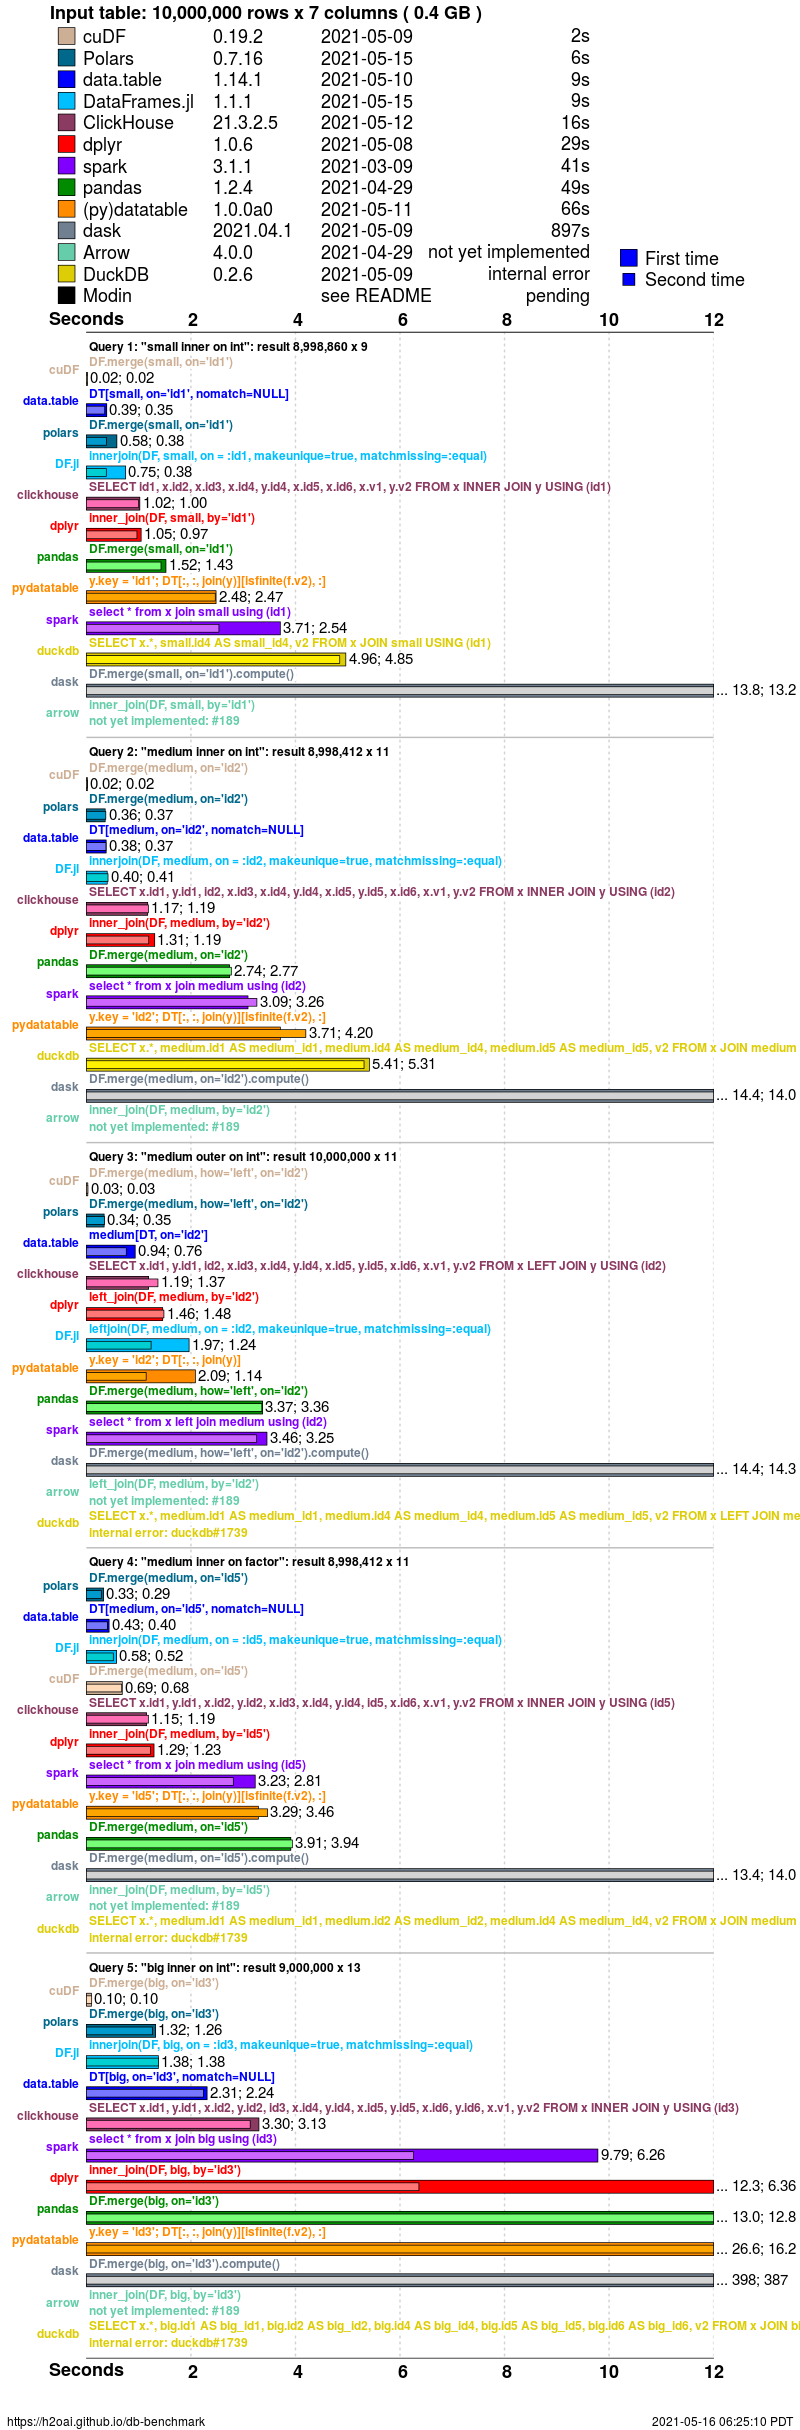 Input table: 10,000,000 rows x 7 columns ( 0.4 GB )
cuDF 0.19.2 2021-05-09 2s
Polars 0.7.16 2021-05-15 6s
data.table 1.14.1 2021-05-10 9s
DataFrames.jl 1.1.1 2021-05-15 9s
ClickHouse 21.3.2.5 2021-05-12 16s
dplyr 1.0.6 2021-05-08 29s
spark 3.1.1 2021-03-09 41s
pandas 1.2.4 2021-04-29 49s
(py)datatable 1.0.0a0 2021-05-11 66s
dask 2021.04.1 2021-05-09 897s
Arrow 4.0.0 2021-04-29 not yet implemented
DuckDB 0.2.6 2021-05-09 internal error
Modin see README pending
First time
Second time
Seconds 2 4 6 8 10 12
Query 1: "small inner on int": result 8,998,860 x 9
DF.merge(small, on='id1')
cuDF 0.02; 0.02
DT[small, on='id1', nomatch=NULL]
data.table 0.39; 0.35
DF.merge(small, on='id1')
polars 0.58; 0.38
innerjoin(DF, small, on = :id1, makeunique=true, matchmissing=:equal)
DF.jl 0.75; 0.38
SELECT id1, x.id2, x.id3, x.id4, y.id4, x.id5, x.id6, x.v1, y.v2 FROM x INNER JOIN y USING (id1)
clickhouse 1.02; 1.00
inner_join(DF, small, by='id1')
dplyr 1.05; 0.97
DF.merge(small, on='id1')
pandas 1.52; 1.43
y.key = 'id1'; DT[:, :, join(y)][isfinite(f.v2), :]
pydatatable 2.48; 2.47
select * from x join small using (id1)
spark 3.71; 2.54
SELECT x.*, small.id4 AS small_id4, v2 FROM x JOIN small USING (id1)
duckdb 4.96; 4.85
DF.merge(small, on='id1').compute()
dask ... 13.8; 13.2
inner_join(DF, small, by='id1')
arrow not yet implemented: #189
Query 2: "medium inner on int": result 8,998,412 x 11
DF.merge(medium, on='id2')
cuDF 0.02; 0.02
DF.merge(medium, on='id2')
polars 0.36; 0.37
DT[medium, on='id2', nomatch=NULL]
data.table 0.38; 0.37
innerjoin(DF, medium, on = :id2, makeunique=true, matchmissing=:equal)
DF.jl 0.40; 0.41
SELECT x.id1, y.id1, id2, x.id3, x.id4, y.id4, x.id5, y.id5, x.id6, x.v1, y.v2 FROM x INNER JOIN y USING (id2)
clickhouse 1.17; 1.19
inner_join(DF, medium, by='id2')
dplyr 1.31; 1.19
DF.merge(medium, on='id2')
pandas 2.74; 2.77
select * from x join medium using (id2)
spark 3.09; 3.26
y.key = 'id2'; DT[:, :, join(y)][isfinite(f.v2), :]
pydatatable 3.71; 4.20
SELECT x.*, medium.id1 AS medium_id1, medium.id4 AS medium_id4, medium.id5 AS medium_id5, v2 FROM x JOIN medium
duckdb 5.41; 5.31
DF.merge(medium, on='id2').compute()
dask ... 14.4; 14.0
inner_join(DF, medium, by='id2')
arrow not yet implemented: #189
Query 3: "medium outer on int": result 10,000,000 x 11
DF.merge(medium, how='left', on='id2')
cuDF 0.03; 0.03
DF.merge(medium, how='left', on='id2')
polars 0.34; 0.35
medium[DT, on='id2']
data.table 0.94; 0.76
SELECT x.id1, y.id1, id2, x.id3, x.id4, y.id4, x.id5, y.id5, x.id6, x.v1, y.v2 FROM x LEFT JOIN y USING (id2)
clickhouse 1.19; 1.37
left_join(DF, medium, by='id2')
dplyr 1.46; 1.48
leftjoin(DF, medium, on = :id2, makeunique=true, matchmissing=:equal)
DF.jl 1.97; 1.24
y.key = 'id2'; DT[:, :, join(y)]
pydatatable 2.09; 1.14
DF.merge(medium, how='left', on='id2')
pandas 3.37; 3.36
select * from x left join medium using (id2)
spark 3.46; 3.25
DF.merge(medium, how='left', on='id2').compute()
dask ... 14.4; 14.3
left_join(DF, medium, by='id2')
arrow not yet implemented: #189
SELECT x.*, medium.id1 AS medium_id1, medium.id4 AS medium_id4, medium.id5 AS medium_id5, v2 FROM x LEFT JOIN me
duckdb internal error: duckdb#1739
Query 4: "medium inner on factor": result 8,998,412 x 11
DF.merge(medium, on='id5')
polars 0.33; 0.29
DT[medium, on='id5', nomatch=NULL]
data.table 0.43; 0.40
innerjoin(DF, medium, on = :id5, makeunique=true, matchmissing=:equal)
DF.jl 0.58; 0.52
DF.merge(medium, on='id5')
cuDF 0.69; 0.68
SELECT x.id1, y.id1, x.id2, y.id2, x.id3, x.id4, y.id4, id5, x.id6, x.v1, y.v2 FROM x INNER JOIN y USING (id5)
clickhouse 1.15; 1.19
inner_join(DF, medium, by='id5')
dplyr 1.29; 1.23
select * from x join medium using (id5)
spark 3.23; 2.81
y.key = 'id5'; DT[:, :, join(y)][isfinite(f.v2), :]
pydatatable 3.29; 3.46
DF.merge(medium, on='id5')
pandas 3.91; 3.94
DF.merge(medium, on='id5').compute()
dask ... 13.4; 14.0
inner_join(DF, medium, by='id5')
arrow not yet implemented: #189
SELECT x.*, medium.id1 AS medium_id1, medium.id2 AS medium_id2, medium.id4 AS medium_id4, v2 FROM x JOIN medium
duckdb internal error: duckdb#1739
Query 5: "big inner on int": result 9,000,000 x 13
DF.merge(big, on='id3')
cuDF 0.10; 0.10
DF.merge(big, on='id3')
polars 1.32; 1.26
innerjoin(DF, big, on = :id3, makeunique=true, matchmissing=:equal)
DF.jl 1.38; 1.38
DT[big, on='id3', nomatch=NULL]
data.table 2.31; 2.24
SELECT x.id1, y.id1, x.id2, y.id2, id3, x.id4, y.id4, x.id5, y.id5, x.id6, y.id6, x.v1, y.v2 FROM x INNER JOIN y USING (id3)
clickhouse 3.30; 3.13
select * from x join big using (id3)
spark 9.79; 6.26
inner_join(DF, big, by='id3')
dplyr ... 12.3; 6.36
DF.merge(big, on='id3')
pandas ... 13.0; 12.8
y.key = 'id3'; DT[:, :, join(y)][isfinite(f.v2), :]
pydatatable ... 26.6; 16.2
DF.merge(big, on='id3').compute()
dask ... 398; 387
inner_join(DF, big, by='id3')
arrow not yet implemented: #189
SELECT x.*, big.id1 AS big_id1, big.id2 AS big_id2, big.id4 AS big_id4, big.id5 AS big_id5, big.id6 AS big_id6, v2 FROM x JOIN bi
duckdb internal error: duckdb#1739
Seconds 2 4 6 8 10 12
https://h2oai.github.io/db-benchmark 2021-05-16 06:25:10 PDT